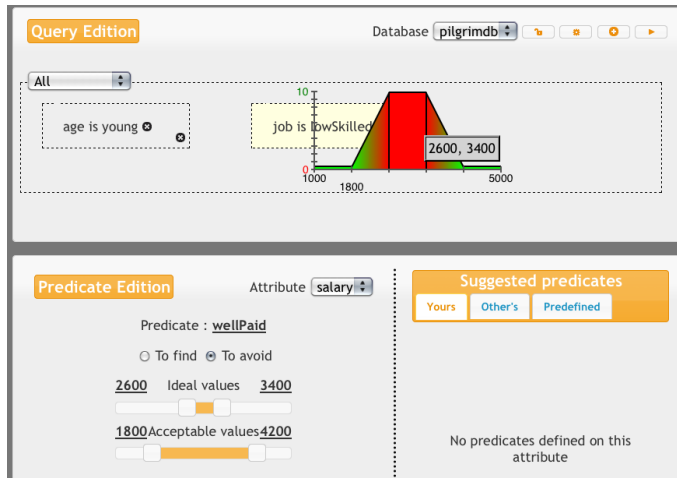 Query Edition
Database pilgrimdb
All
age is young
job is lowSkilled
10
0
1000
1800
5000
2600, 3400
Predicate Edition
Attribute salary
Predicate : wellPaid
To find To avoid
2600 Ideal values 3400
1800 Acceptable values 4200
Suggested predicates
Yours Other's Predefined
No predicates defined on this
attribute